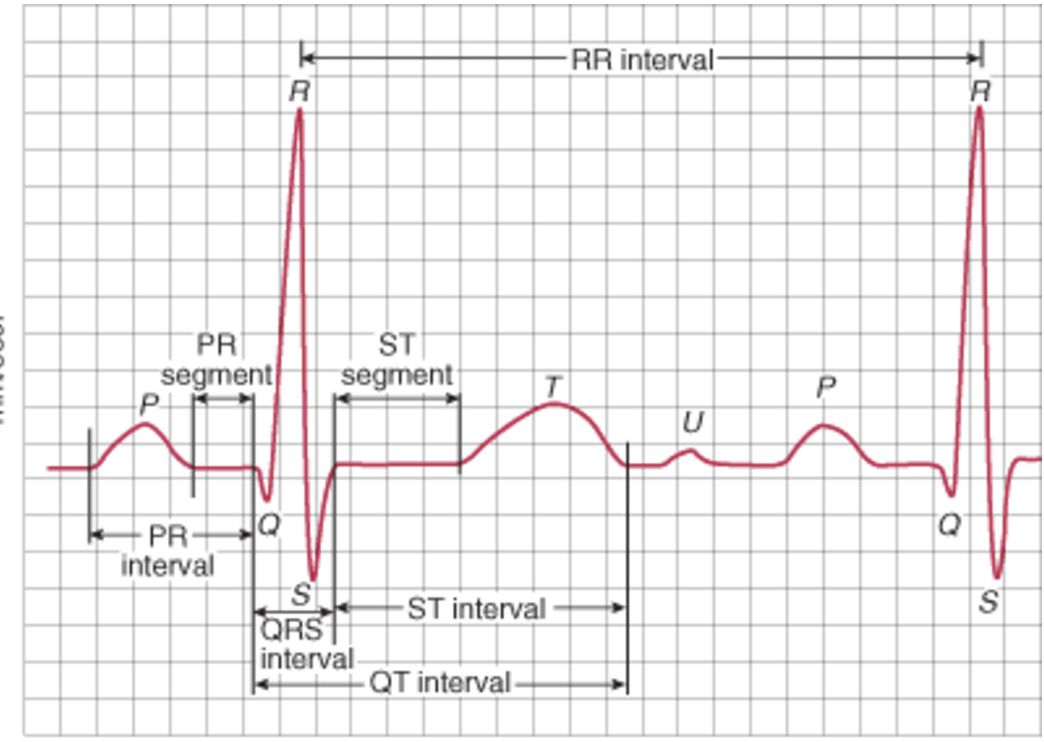 RR interval
R
R
PR
segment
ST
segment
P
T
U
P
Q
Q
PR
interval
S
S
ST interval
QRS
interval
QT interval